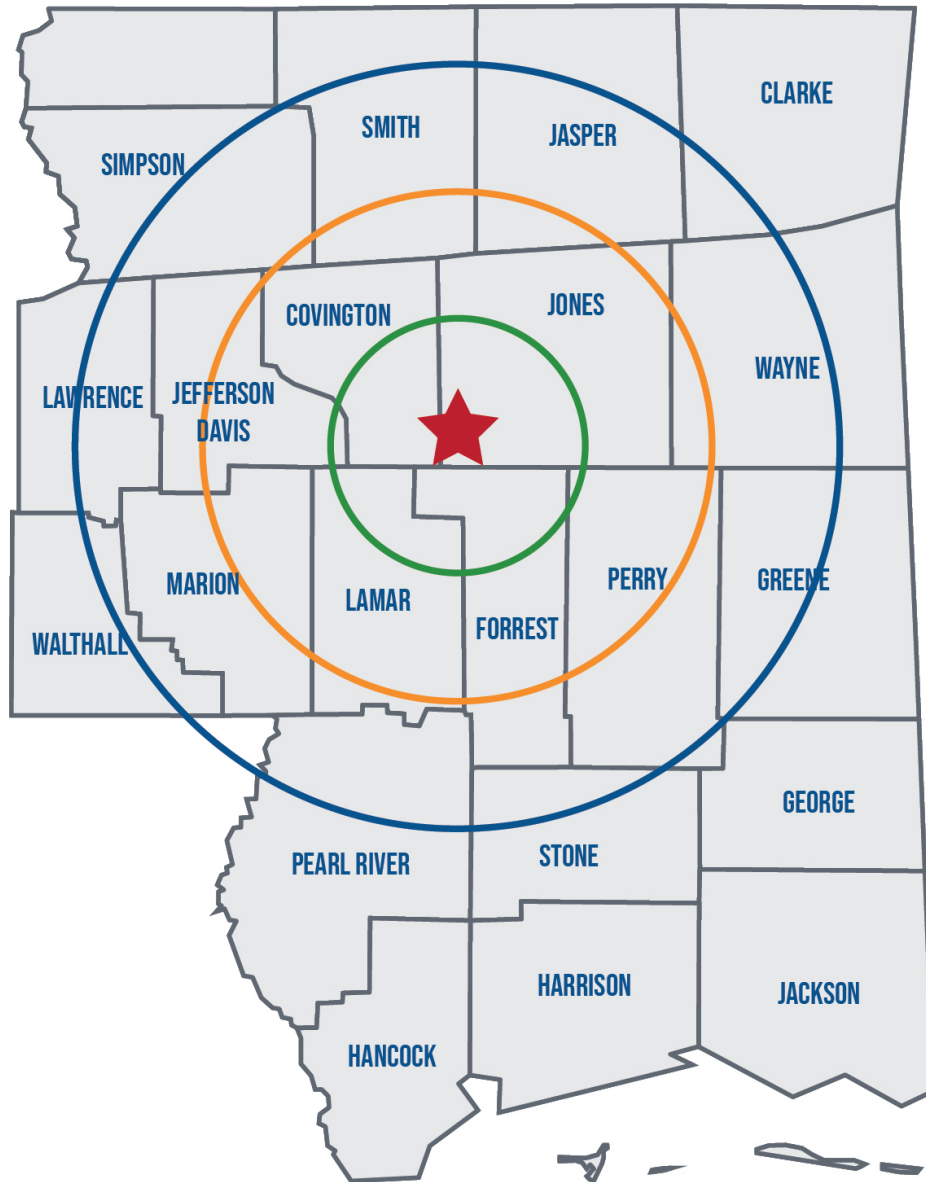 CLARKE
SMITH
JASPER
SIMPSON
COVINGTON
JONES
WAYNE
LAWRENCE
JEFFERSON
DAVIS
MARION
LAMAR
PERRY
GREENE
FORREST
WALTHALL
GEORGE
PEARL RIVER
STONE
HARRISON
JACKSON
HANCOCK